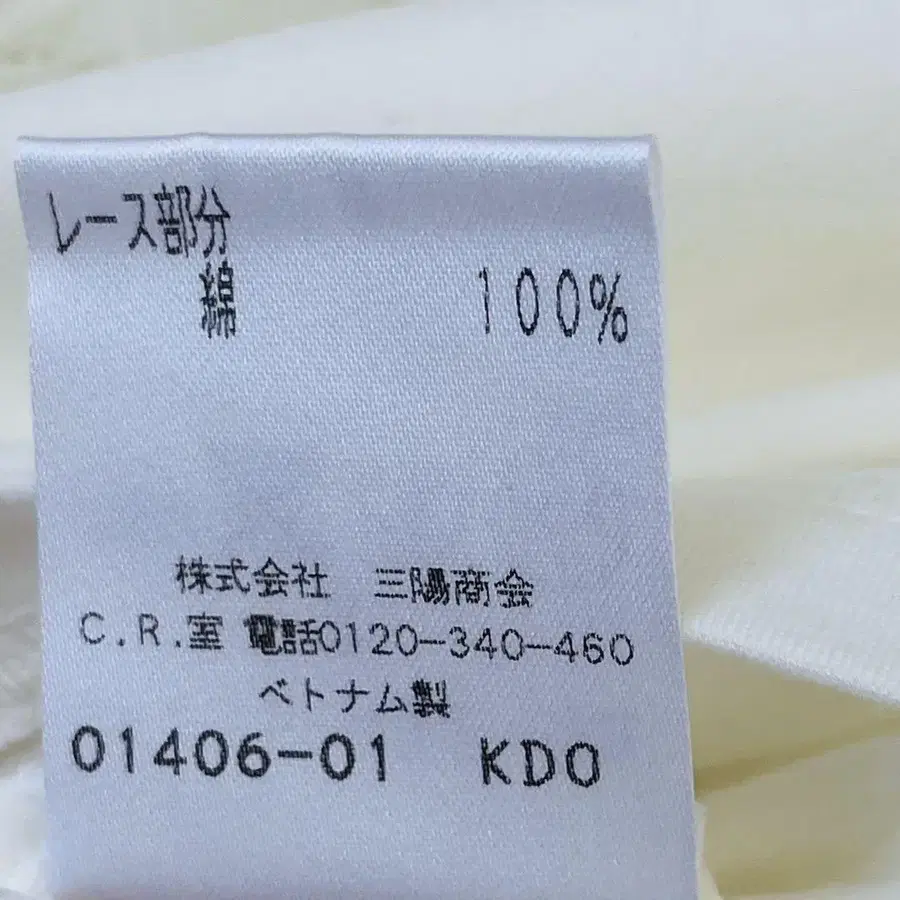 レース部分
綿 100%
株式会社 三陽商会
C.R.室 電話0120-340-460
ベトナム製
01406-01 KDO